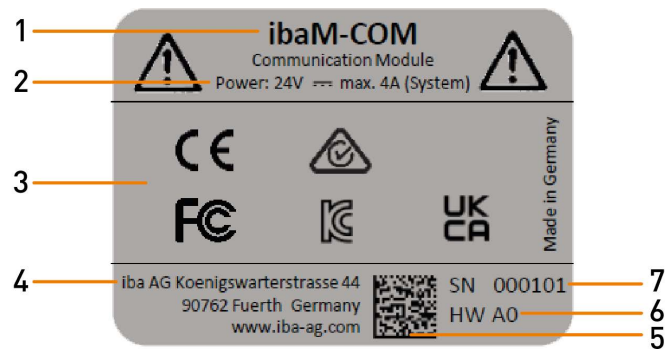 1
ibaM-COM
Communication Module
2
Power: 24V ⎓ max. 4A (System)
3
CE
FC
UK
CA
Made in Germany
4
iba AG Koenigswarterstrasse 44
90762 Fuerth Germany
www.iba-ag.com
SN 000101
7
HW A0
6
5